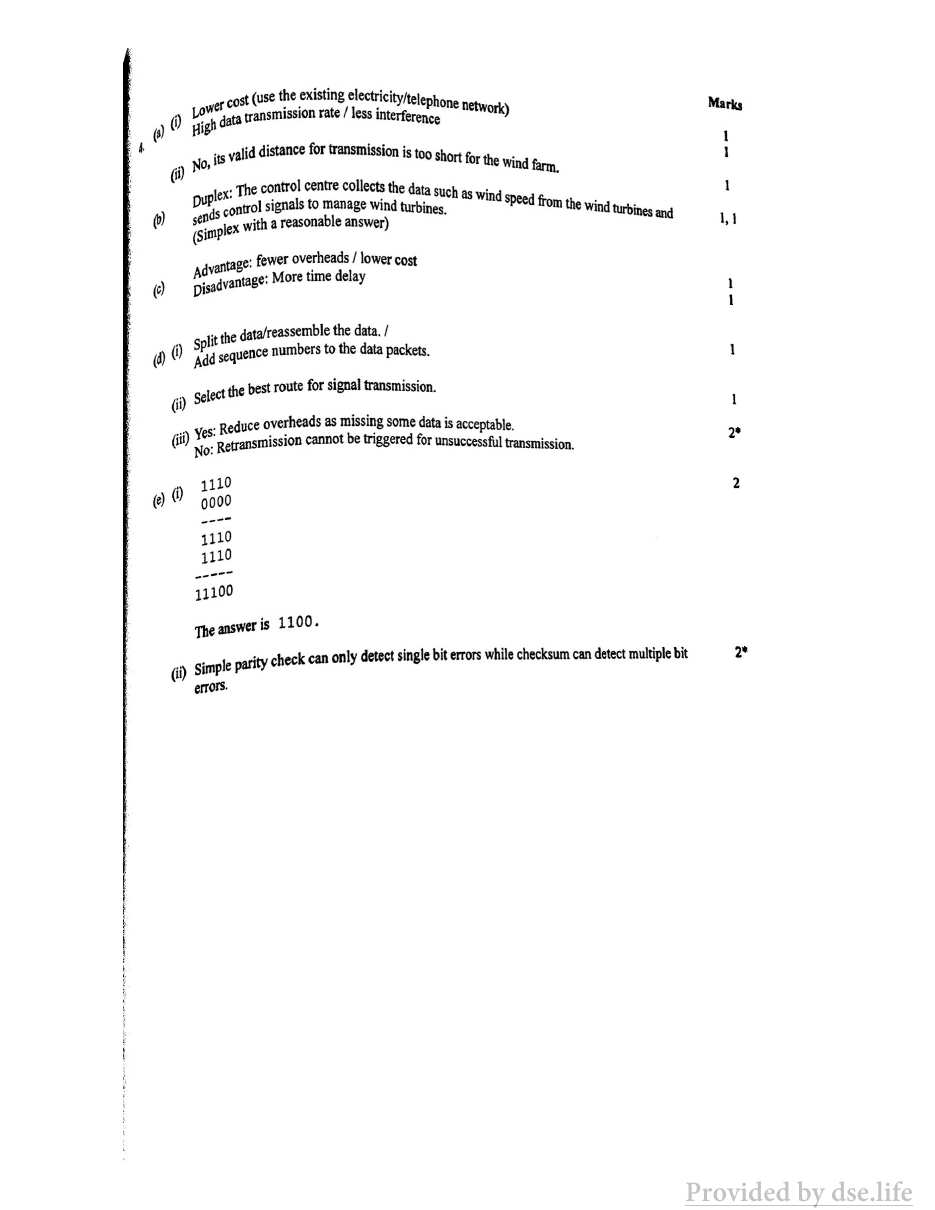 Marks
4. (a) (i) Lower cost (use the existing electricity/telephone network) 1
High data transmission rate / less interference 1
(ii) No, its valid distance for transmission is too short for the wind farm. 1
(b) Duplex: The control centre collects the data such as wind speed from the wind turbines and
sends control signals to manage wind turbines. 1, 1
(Simplex with a reasonable answer)
(c) Advantage: fewer overheads / lower cost 1
Disadvantage: More time delay 1
(d) (i) Split the data/reassemble the data. /
Add sequence numbers to the data packets. 1
(ii) Select the best route for signal transmission. 1
(iii) Yes: Reduce overheads as missing some data is acceptable. 2*
No: Retransmission cannot be triggered for unsuccessful transmission.
(e) (i) 1110 2
0000
----
1110
1110
-----
11100
The answer is 1100.
(ii) Simple parity check can only detect single bit errors while checksum can detect multiple bit 2*
errors.
Provided by dse.life